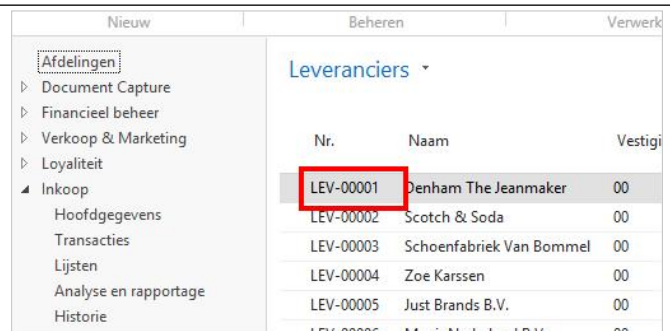 Nieuw Beheren Verwerk
Afdelingen
Document Capture
Financieel beheer
Verkoop & Marketing
Loyaliteit
Inkoop
Hoofdgegevens
Transacties
Lijsten
Analyse en rapportage
Historie
Leveranciers
Nr. Naam Vestigi
LEV-00001 Denham The Jeanmaker 00
LEV-00002 Scotch & Soda 00
LEV-00003 Schoenfabriek Van Bommel 00
LEV-00004 Zoe Karssen 00
LEV-00005 Just Brands B.V. 00